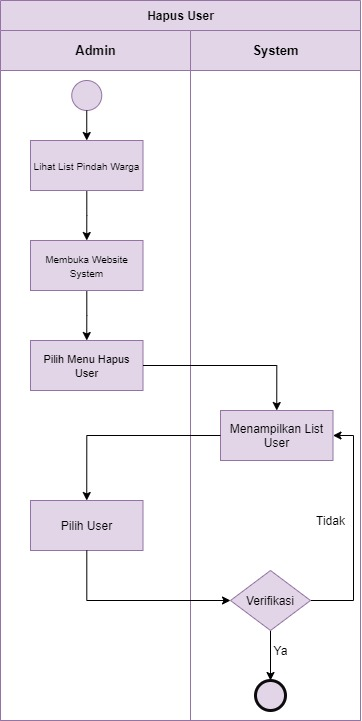 Hapus User
Admin
System
Lihat List Pindah Warga
Membuka Website
System
Pilih Menu Hapus
User
Menampilkan List
User
Pilih User
Tidak
Verifikasi
Ya